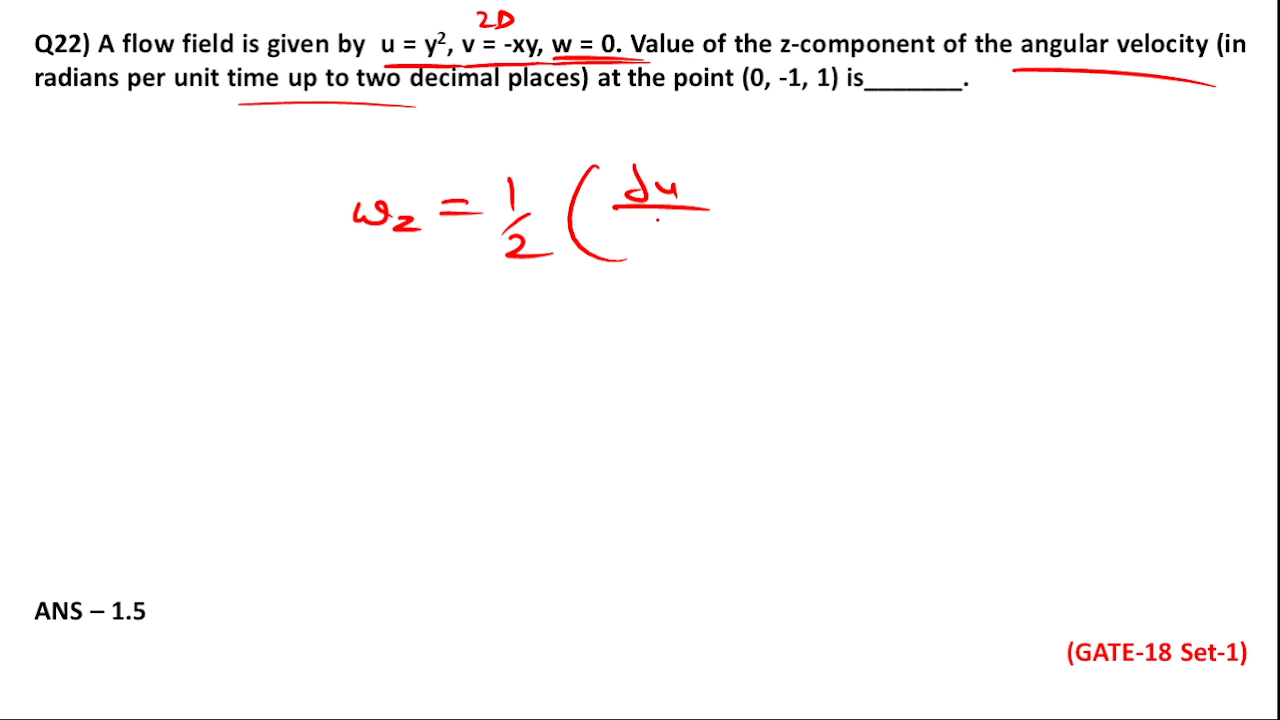 2D
Q22) A flow field is given by u = y², v = -xy, w = 0. Value of the z-component of the angular velocity (in
radians per unit time up to two decimal places) at the point (0, -1, 1) is_______.
ω_z = 1/2 ( du
ANS – 1.5
(GATE-18 Set-1)